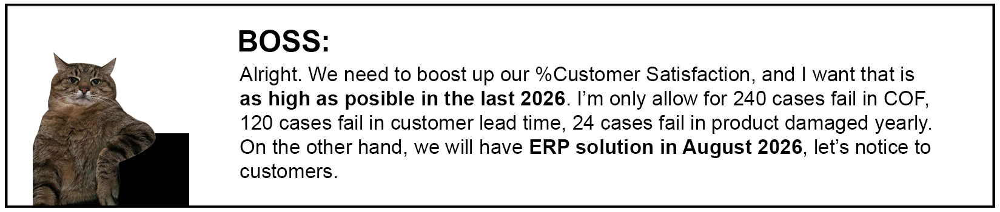 BOSS:
Alright. We need to boost up our %Customer Satisfaction, and I want that is
as high as posible in the last 2026. I’m only allow for 240 cases fail in COF,
120 cases fail in customer lead time, 24 cases fail in product damaged yearly.
On the other hand, we will have ERP solution in August 2026, let’s notice to
customers.